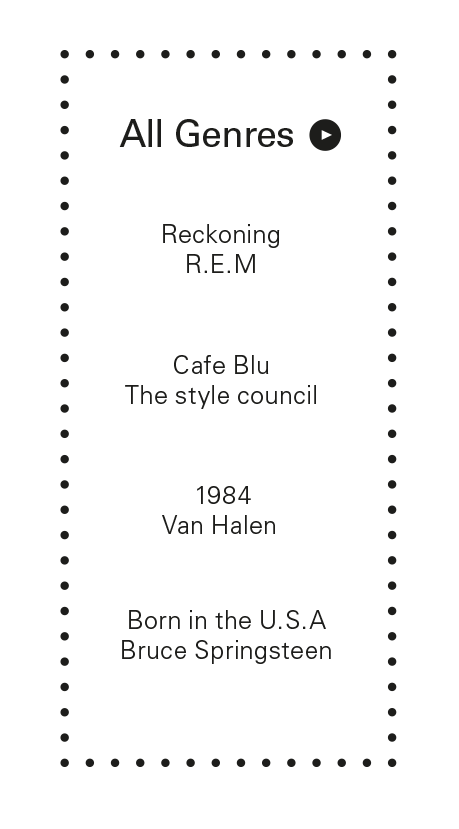 All Genres
Reckoning
R.E.M
Cafe Blu
The style council
1984
Van Halen
Born in the U.S.A
Bruce Springsteen